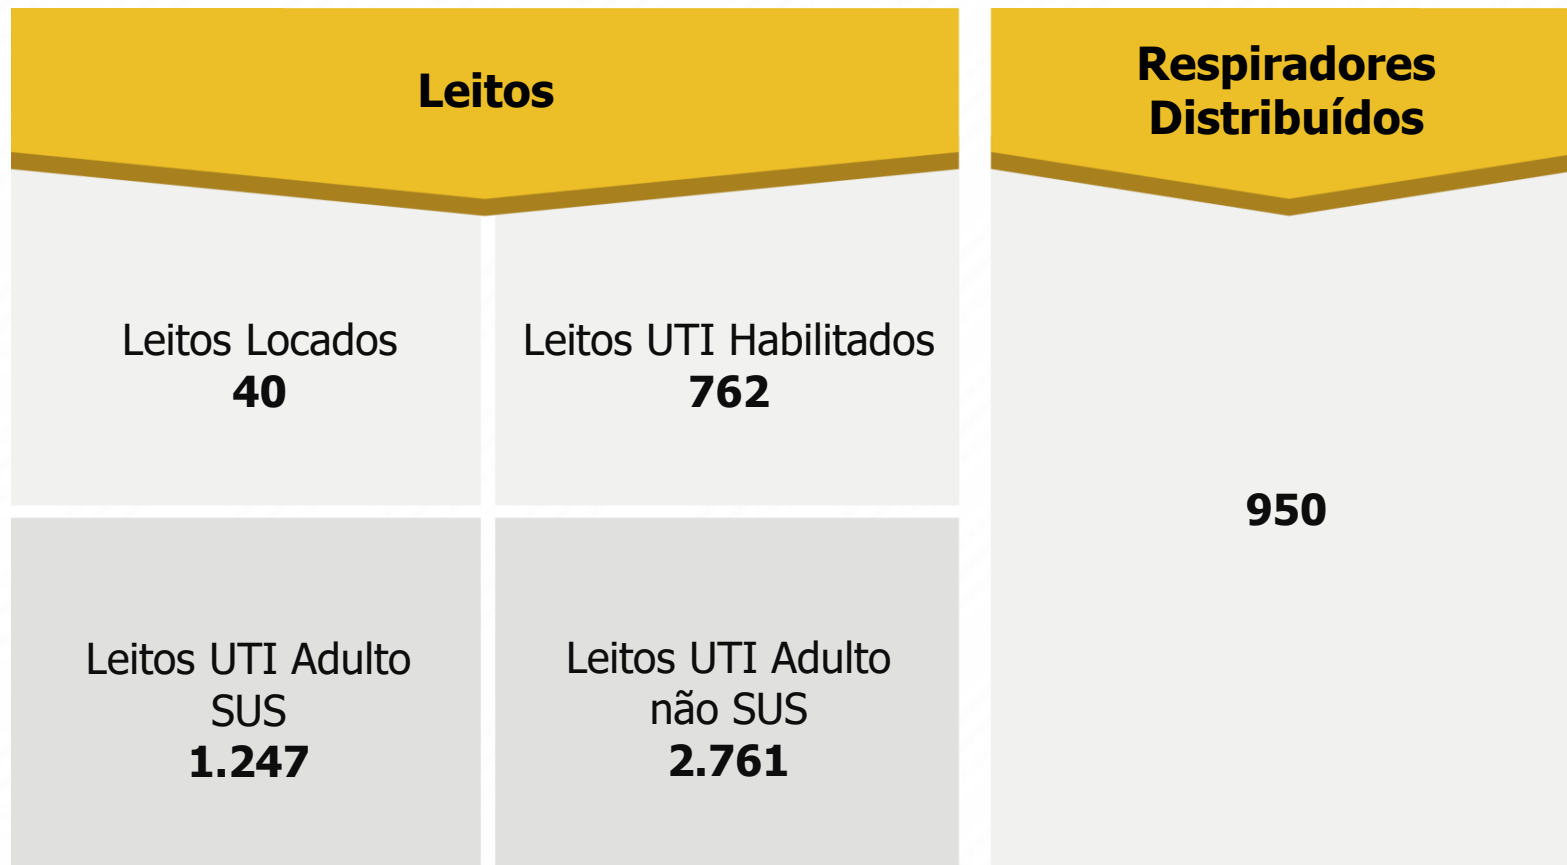 Leitos
Leitos Locados
40
Leitos UTI Habilitados
762
Leitos UTI Adulto
SUS
1.247
Leitos UTI Adulto
não SUS
2.761
Respiradores
Distribuídos
950